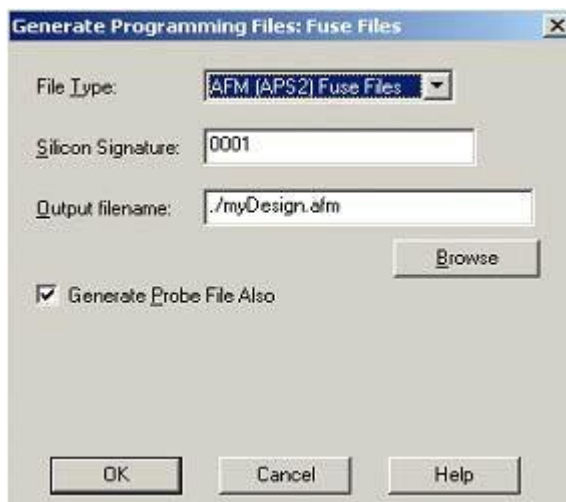 Generate Programming Files: Fuse Files
File Type: AFM (APS2) Fuse Files
Silicon Signature: 0001
Output filename: ./myDesign.afm
Browse
Generate Probe File Also
OK Cancel Help